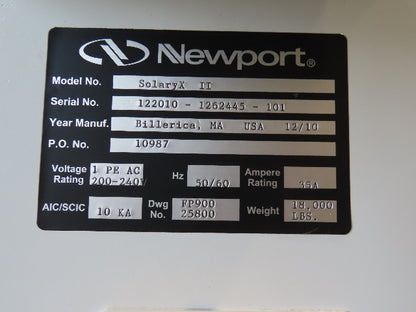 Newport®
Model No. SolaryX II
Serial No. 122010 - 1262445 - 101
Year Manuf. Billerica, MA USA 12/10
P.O. No. 10987
Voltage Rating 1 PE AC 200-240V Hz 50/60 Ampere Rating 35A
AIC/SCIC 10 KA Dwg No. FP900 25800 Weight 18,000 LBS.